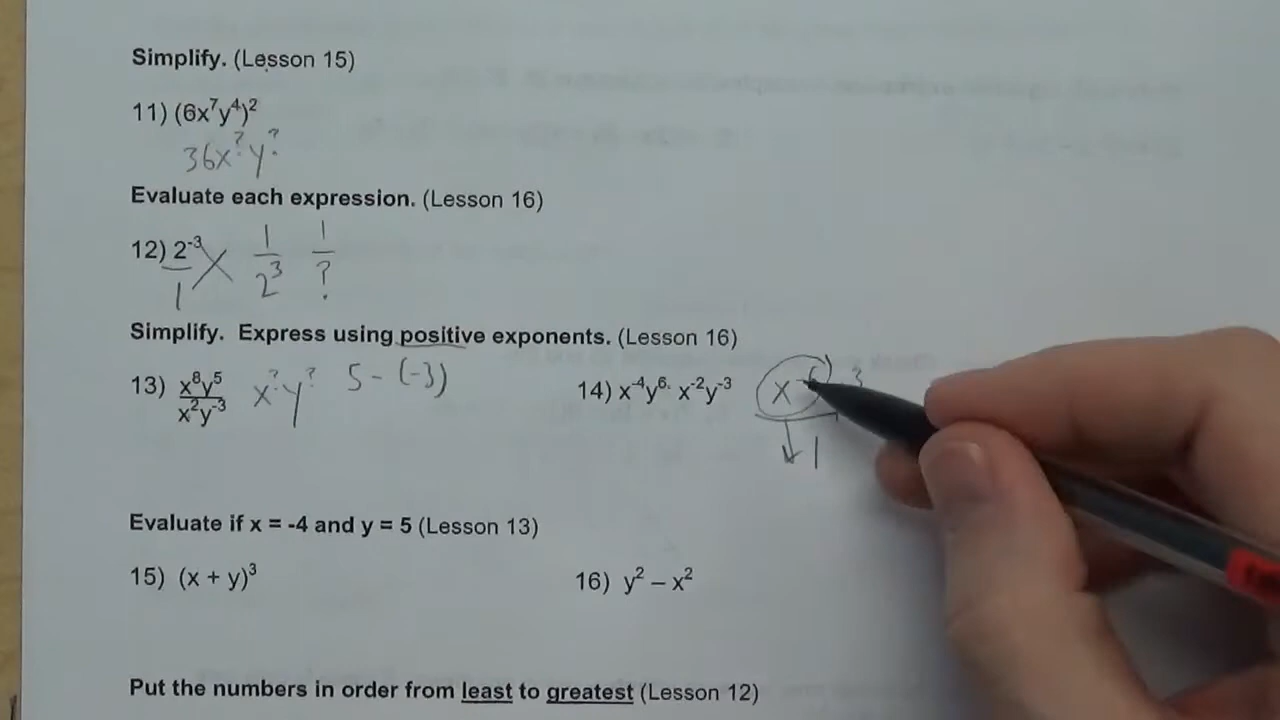 Simplify. (Lesson 15)
11) (6x⁷y⁴)²
36x^? y^?
Evaluate each expression. (Lesson 16)
12) 2⁻³ / 1   1 / 2³   1 / ?
Simplify.  Express using positive exponents. (Lesson 16)
13) x⁸y⁵ / x²y⁻³   x^? y^?   5 - (-3)
14) x⁻⁴y⁶· x⁻²y⁻³   x⁻⁶   3
1
Evaluate if x = -4 and y = 5 (Lesson 13)
15)  (x + y)³
16)  y² – x²
Put the numbers in order from least to greatest (Lesson 12)